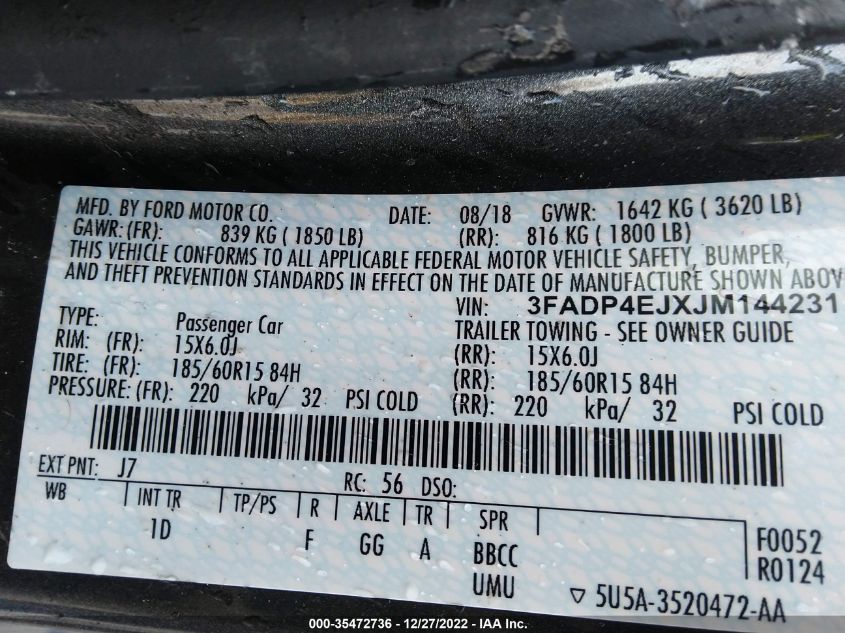 MFD. BY FORD MOTOR CO. DATE: 08/18 GVWR: 1642 KG ( 3620 LB)
GAWR: (FR): 839 KG ( 1850 LB) (RR): 816 KG ( 1800 LB)
THIS VEHICLE CONFORMS TO ALL APPLICABLE FEDERAL MOTOR VEHICLE SAFETY, BUMPER,
AND THEFT PREVENTION STANDARDS IN EFFECT ON THE DATE OF MANUFACTURE SHOWN ABOV
VIN: 3FADP4EJXJM144231
TYPE: Passenger Car TRAILER TOWING - SEE OWNER GUIDE
RIM: (FR): 15X6.0J (RR): 15X6.0J
TIRE: (FR): 185/60R15 84H (RR): 185/60R15 84H
PRESSURE: (FR): 220 kPa/ 32 PSI COLD (RR): 220 kPa/ 32 PSI COLD
EXT PNT: J7 RC: 56 DSO:
WB INT TR TP/PS R AXLE TR SPR
1D F GG A BBCC F0052
UMU R0124
▽ 5U5A-3520472-AA
000-35472736 - 12/27/2022 - IAA Inc.